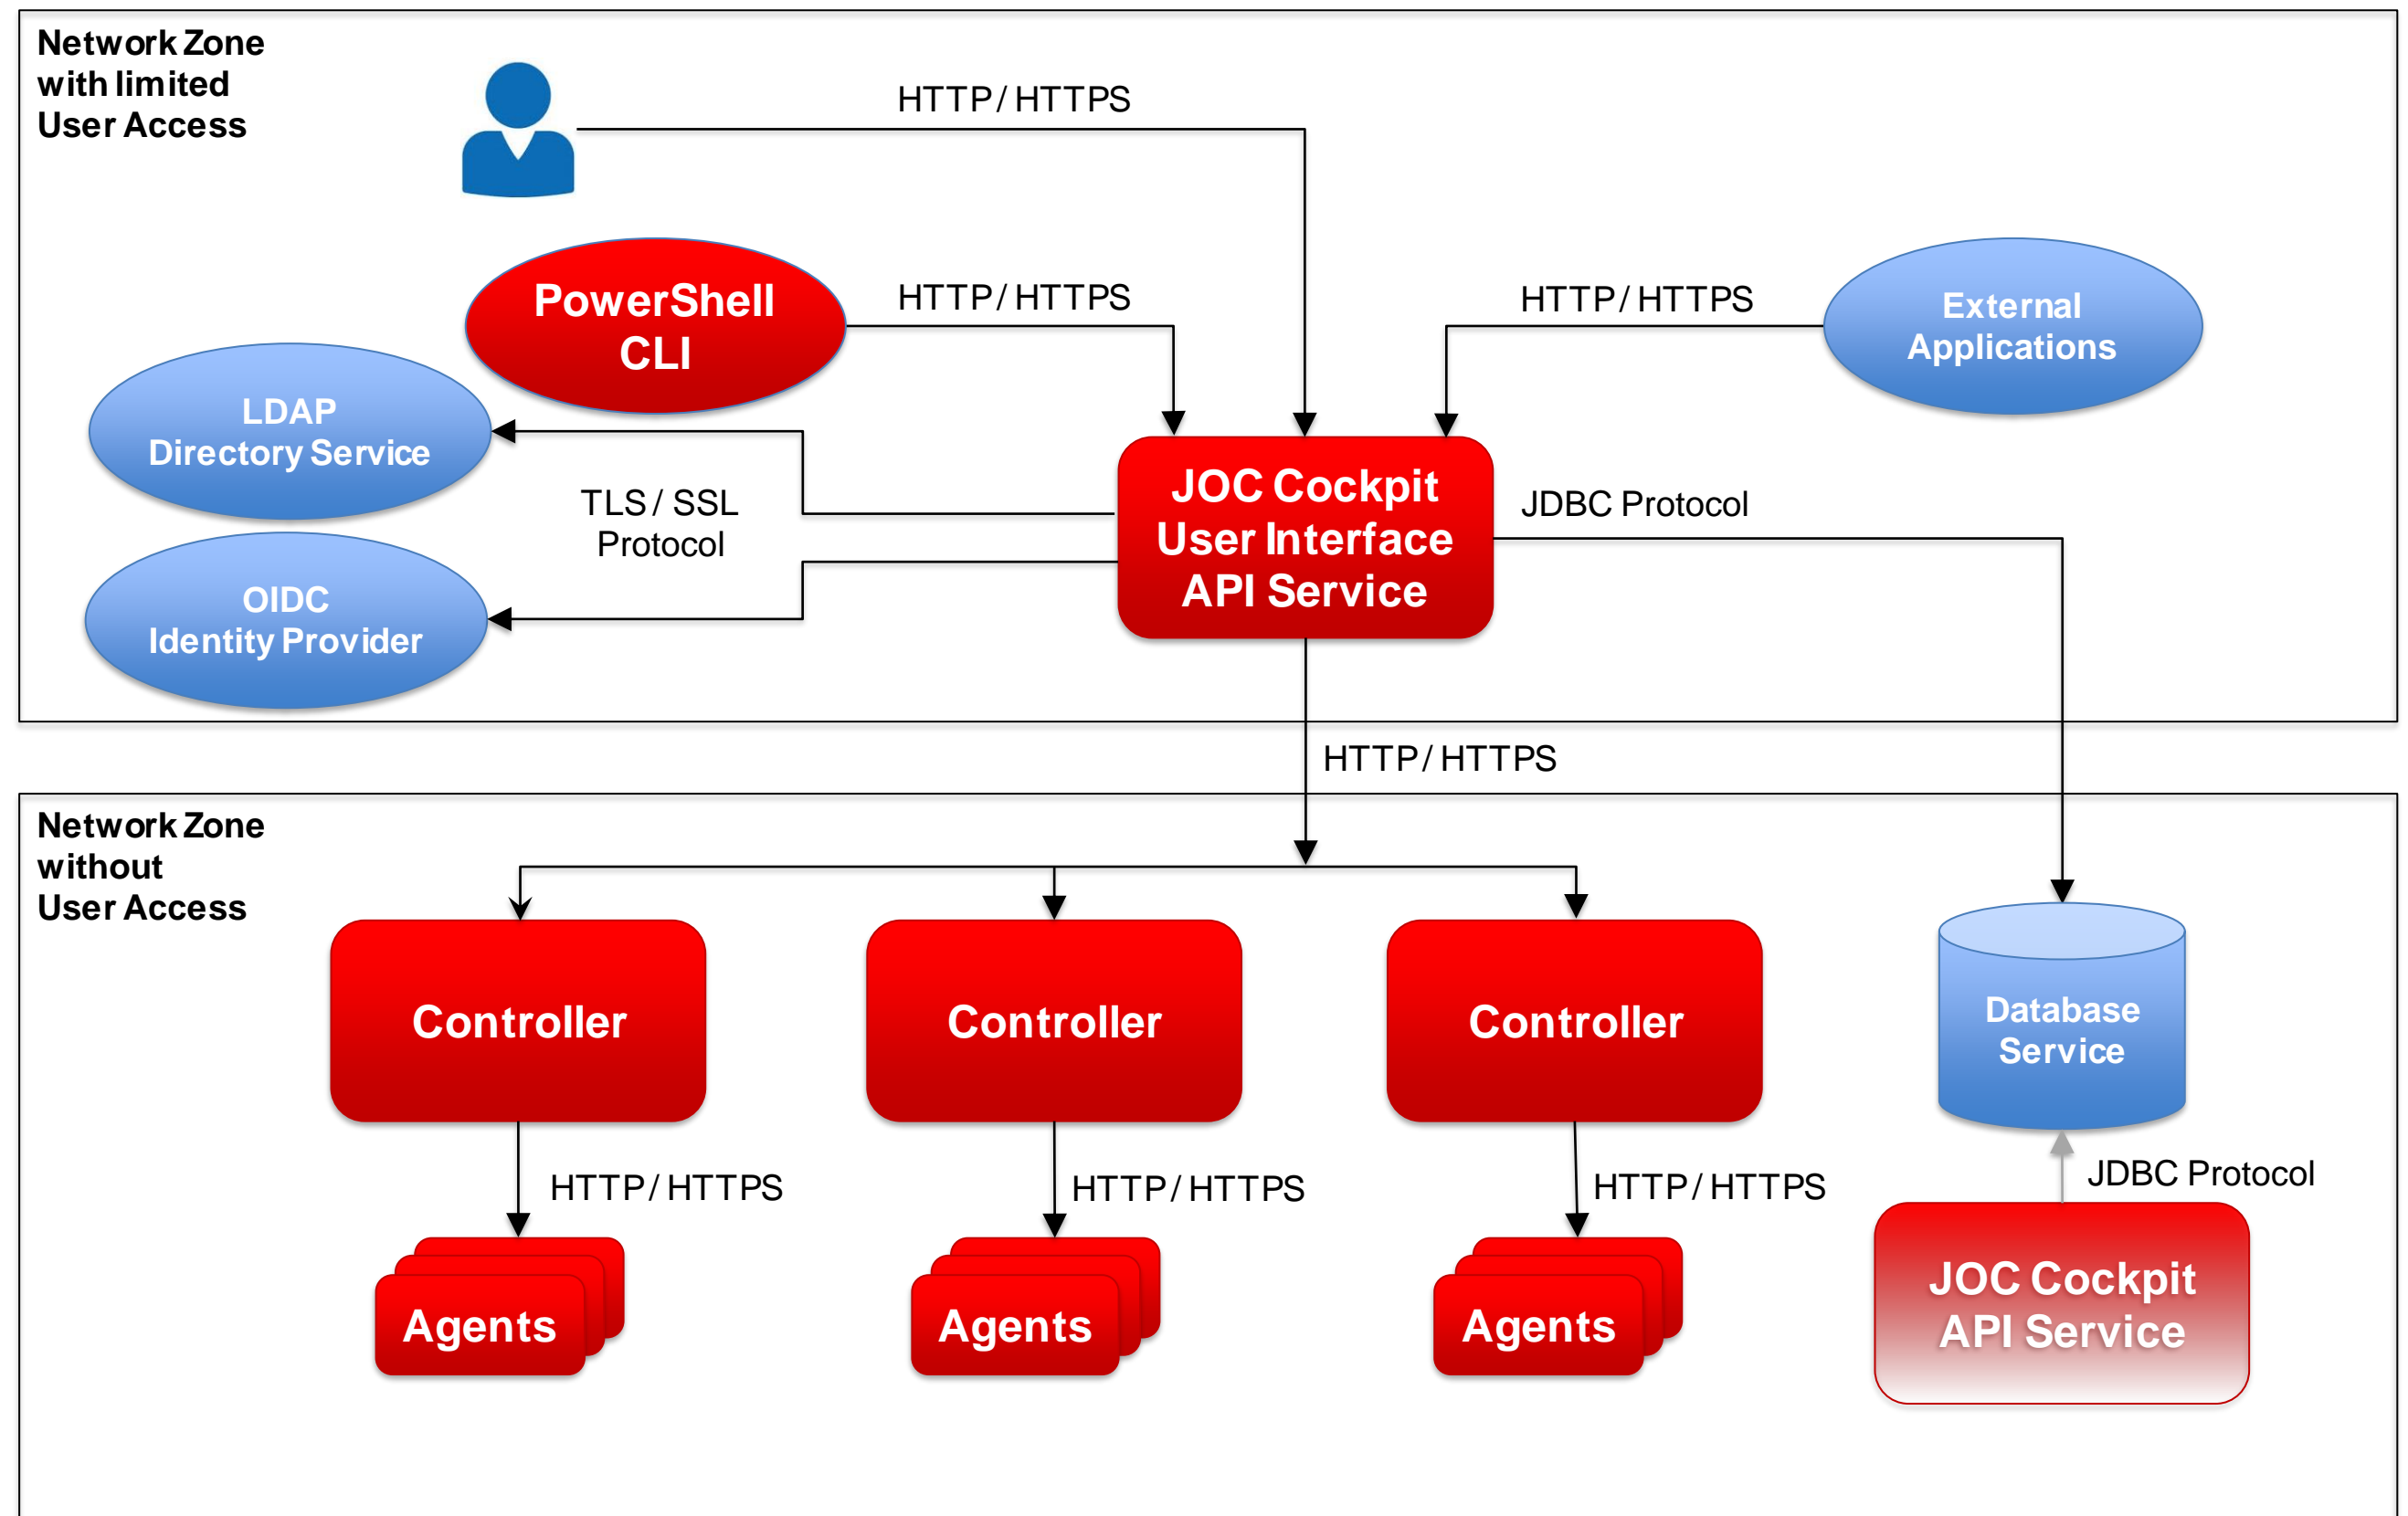 Network Zone
with limited
User Access
HTTP / HTTPS
PowerShell
CLI
HTTP / HTTPS
HTTP / HTTPS
External
Applications
LDAP
Directory Service
TLS / SSL
Protocol
JOC Cockpit
User Interface
API Service
JDBC Protocol
OIDC
Identity Provider
HTTP / HTTPS
Network Zone
without
User Access
Controller
Controller
Controller
Database
Service
HTTP / HTTPS
HTTP / HTTPS
HTTP / HTTPS
JDBC Protocol
Agents
Agents
Agents
JOC Cockpit
API Service